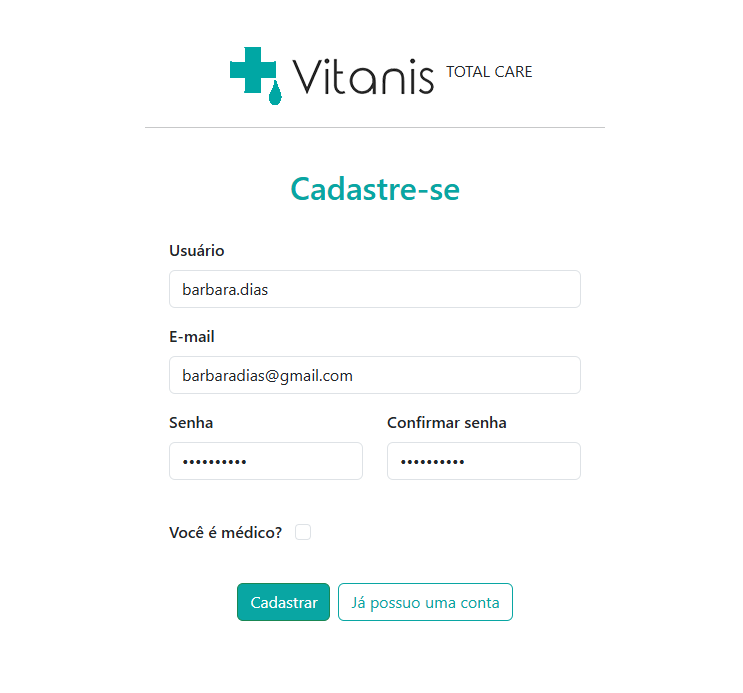 Vitanis TOTAL CARE
Cadastre-se
Usuário
barbara.dias
E-mail
barbaradias@gmail.com
Senha Confirmar senha
•••••••••• ••••••••••
Você é médico?
Cadastrar Já possuo uma conta